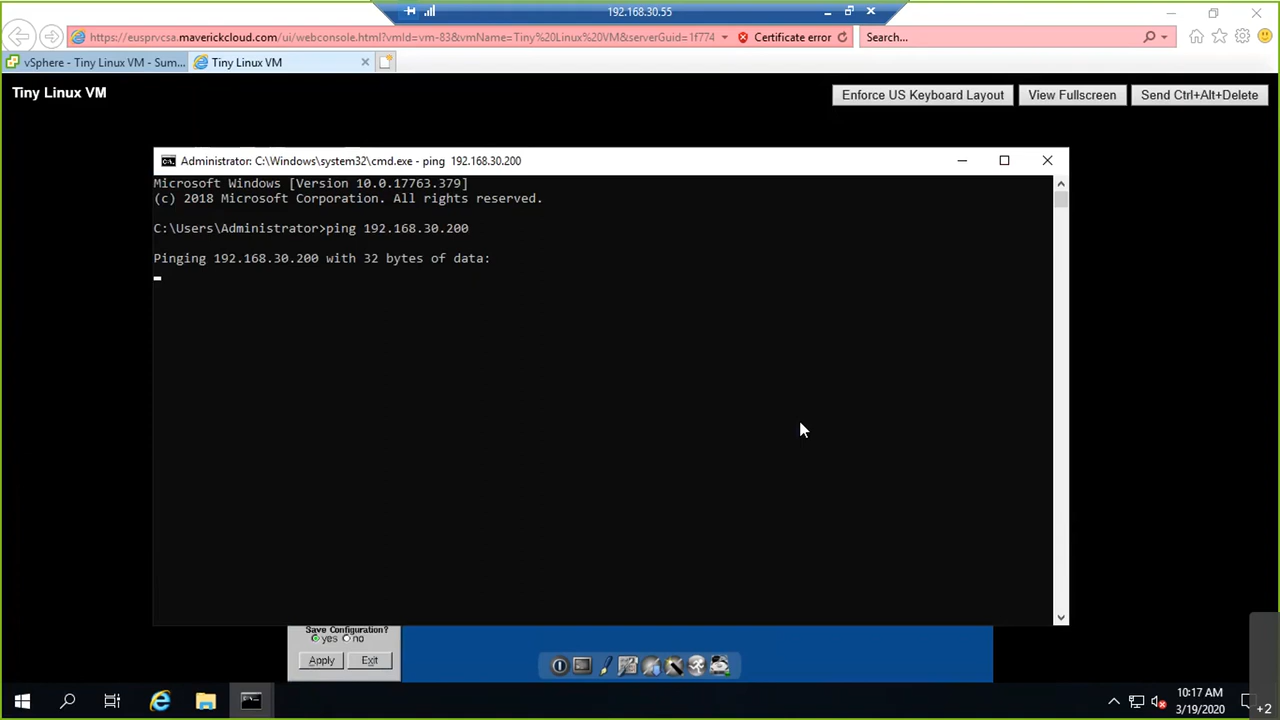 192.168.30.55
https://eusprvcsa.maverickcloud.com/ui/webconsole.html?vmId=vm-83&vmName=Tiny%20Linux%20VM&serverGuid=1f774
Certificate error
Search...
vSphere - Tiny Linux VM - Sum...
Tiny Linux VM
Tiny Linux VM
Enforce US Keyboard Layout
View Fullscreen
Send Ctrl+Alt+Delete
Administrator: C:\Windows\system32\cmd.exe - ping  192.168.30.200
Microsoft Windows [Version 10.0.17763.379]
(c) 2018 Microsoft Corporation. All rights reserved.
C:\Users\Administrator>ping 192.168.30.200
Pinging 192.168.30.200 with 32 bytes of data:
Save Configuration?
yes no
Apply
Exit
10:17 AM
3/19/2020
+2